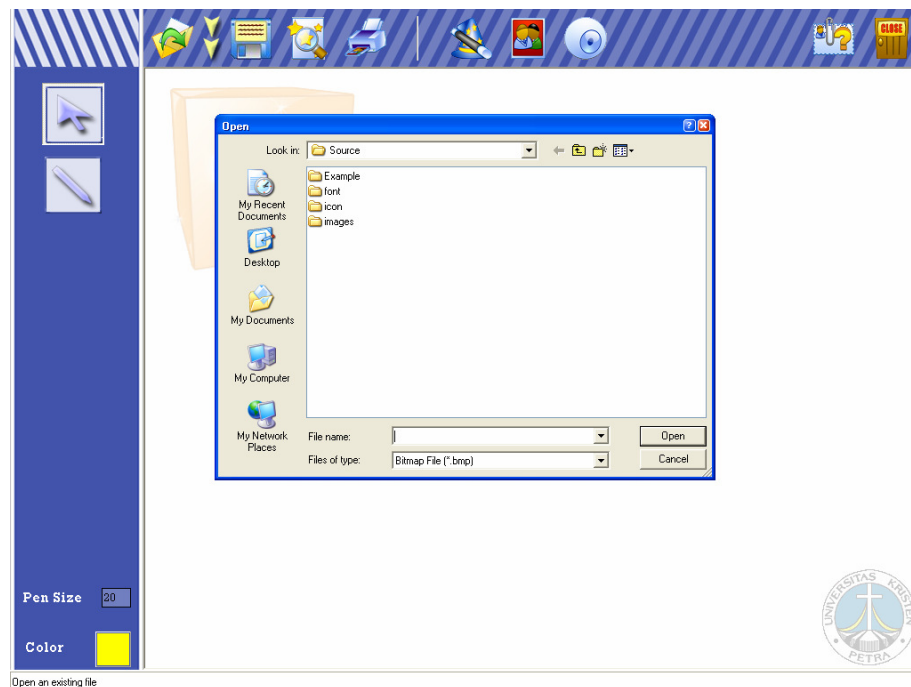 CLOSE
Open
Look in:
Source
Example
font
icon
images
My Recent
Documents
Desktop
My Documents
My Computer
My Network
Places
File name:
Open
Files of type:
Bitmap File (*.bmp)
Cancel
Pen Size
20
Color
UNIVERSITAS KRISTEN
PETRA
Open an existing file